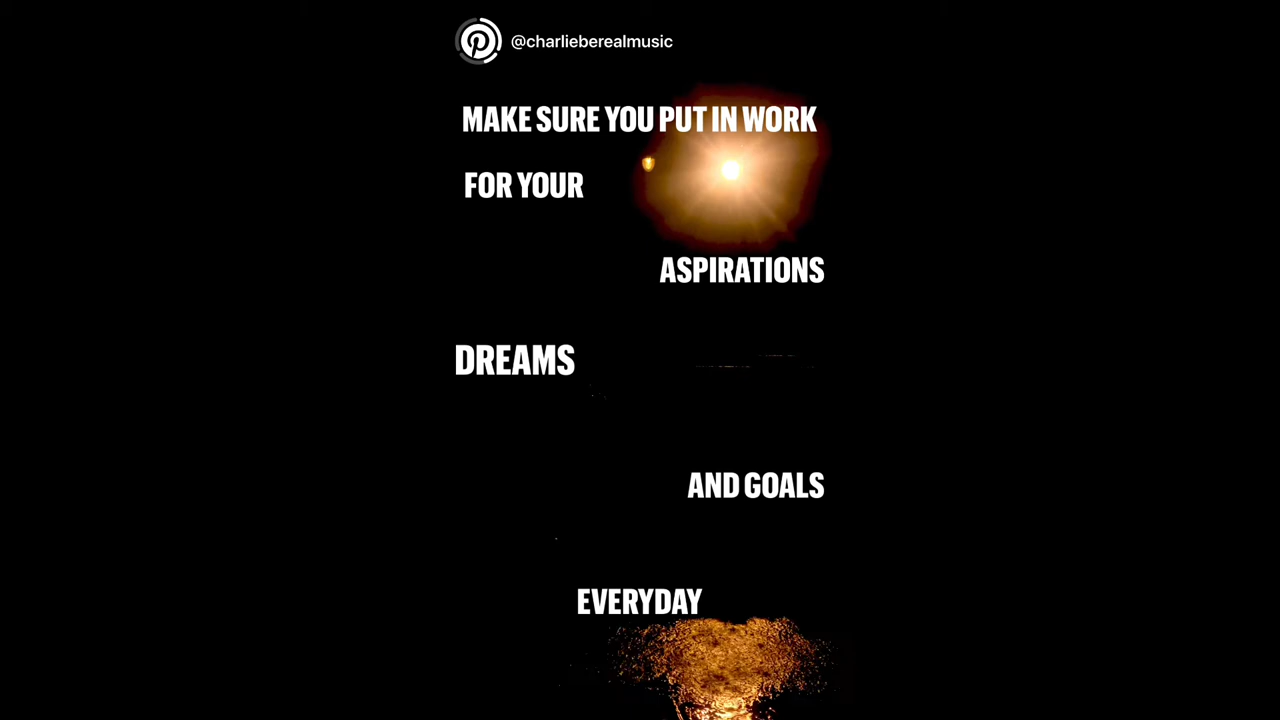 @charlieberealmusic
MAKE SURE YOU PUT IN WORK
FOR YOUR
ASPIRATIONS
DREAMS
AND GOALS
EVERYDAY